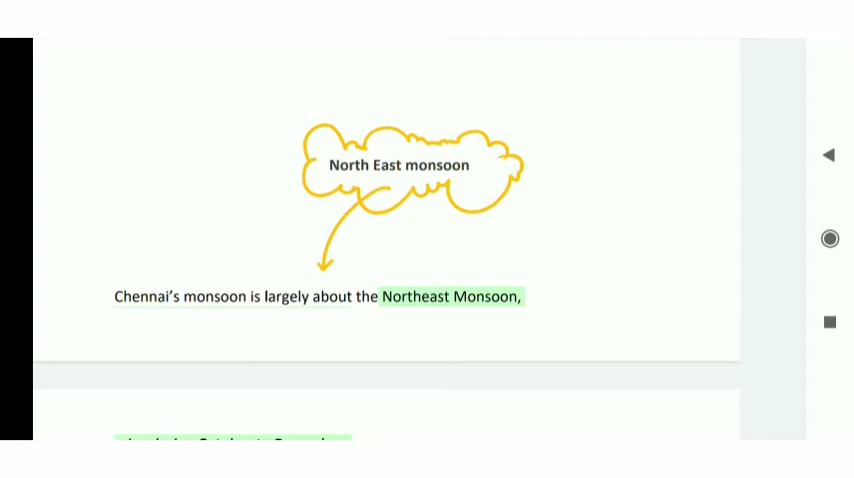 North East monsoon
Chennai's monsoon is largely about the Northeast Monsoon,